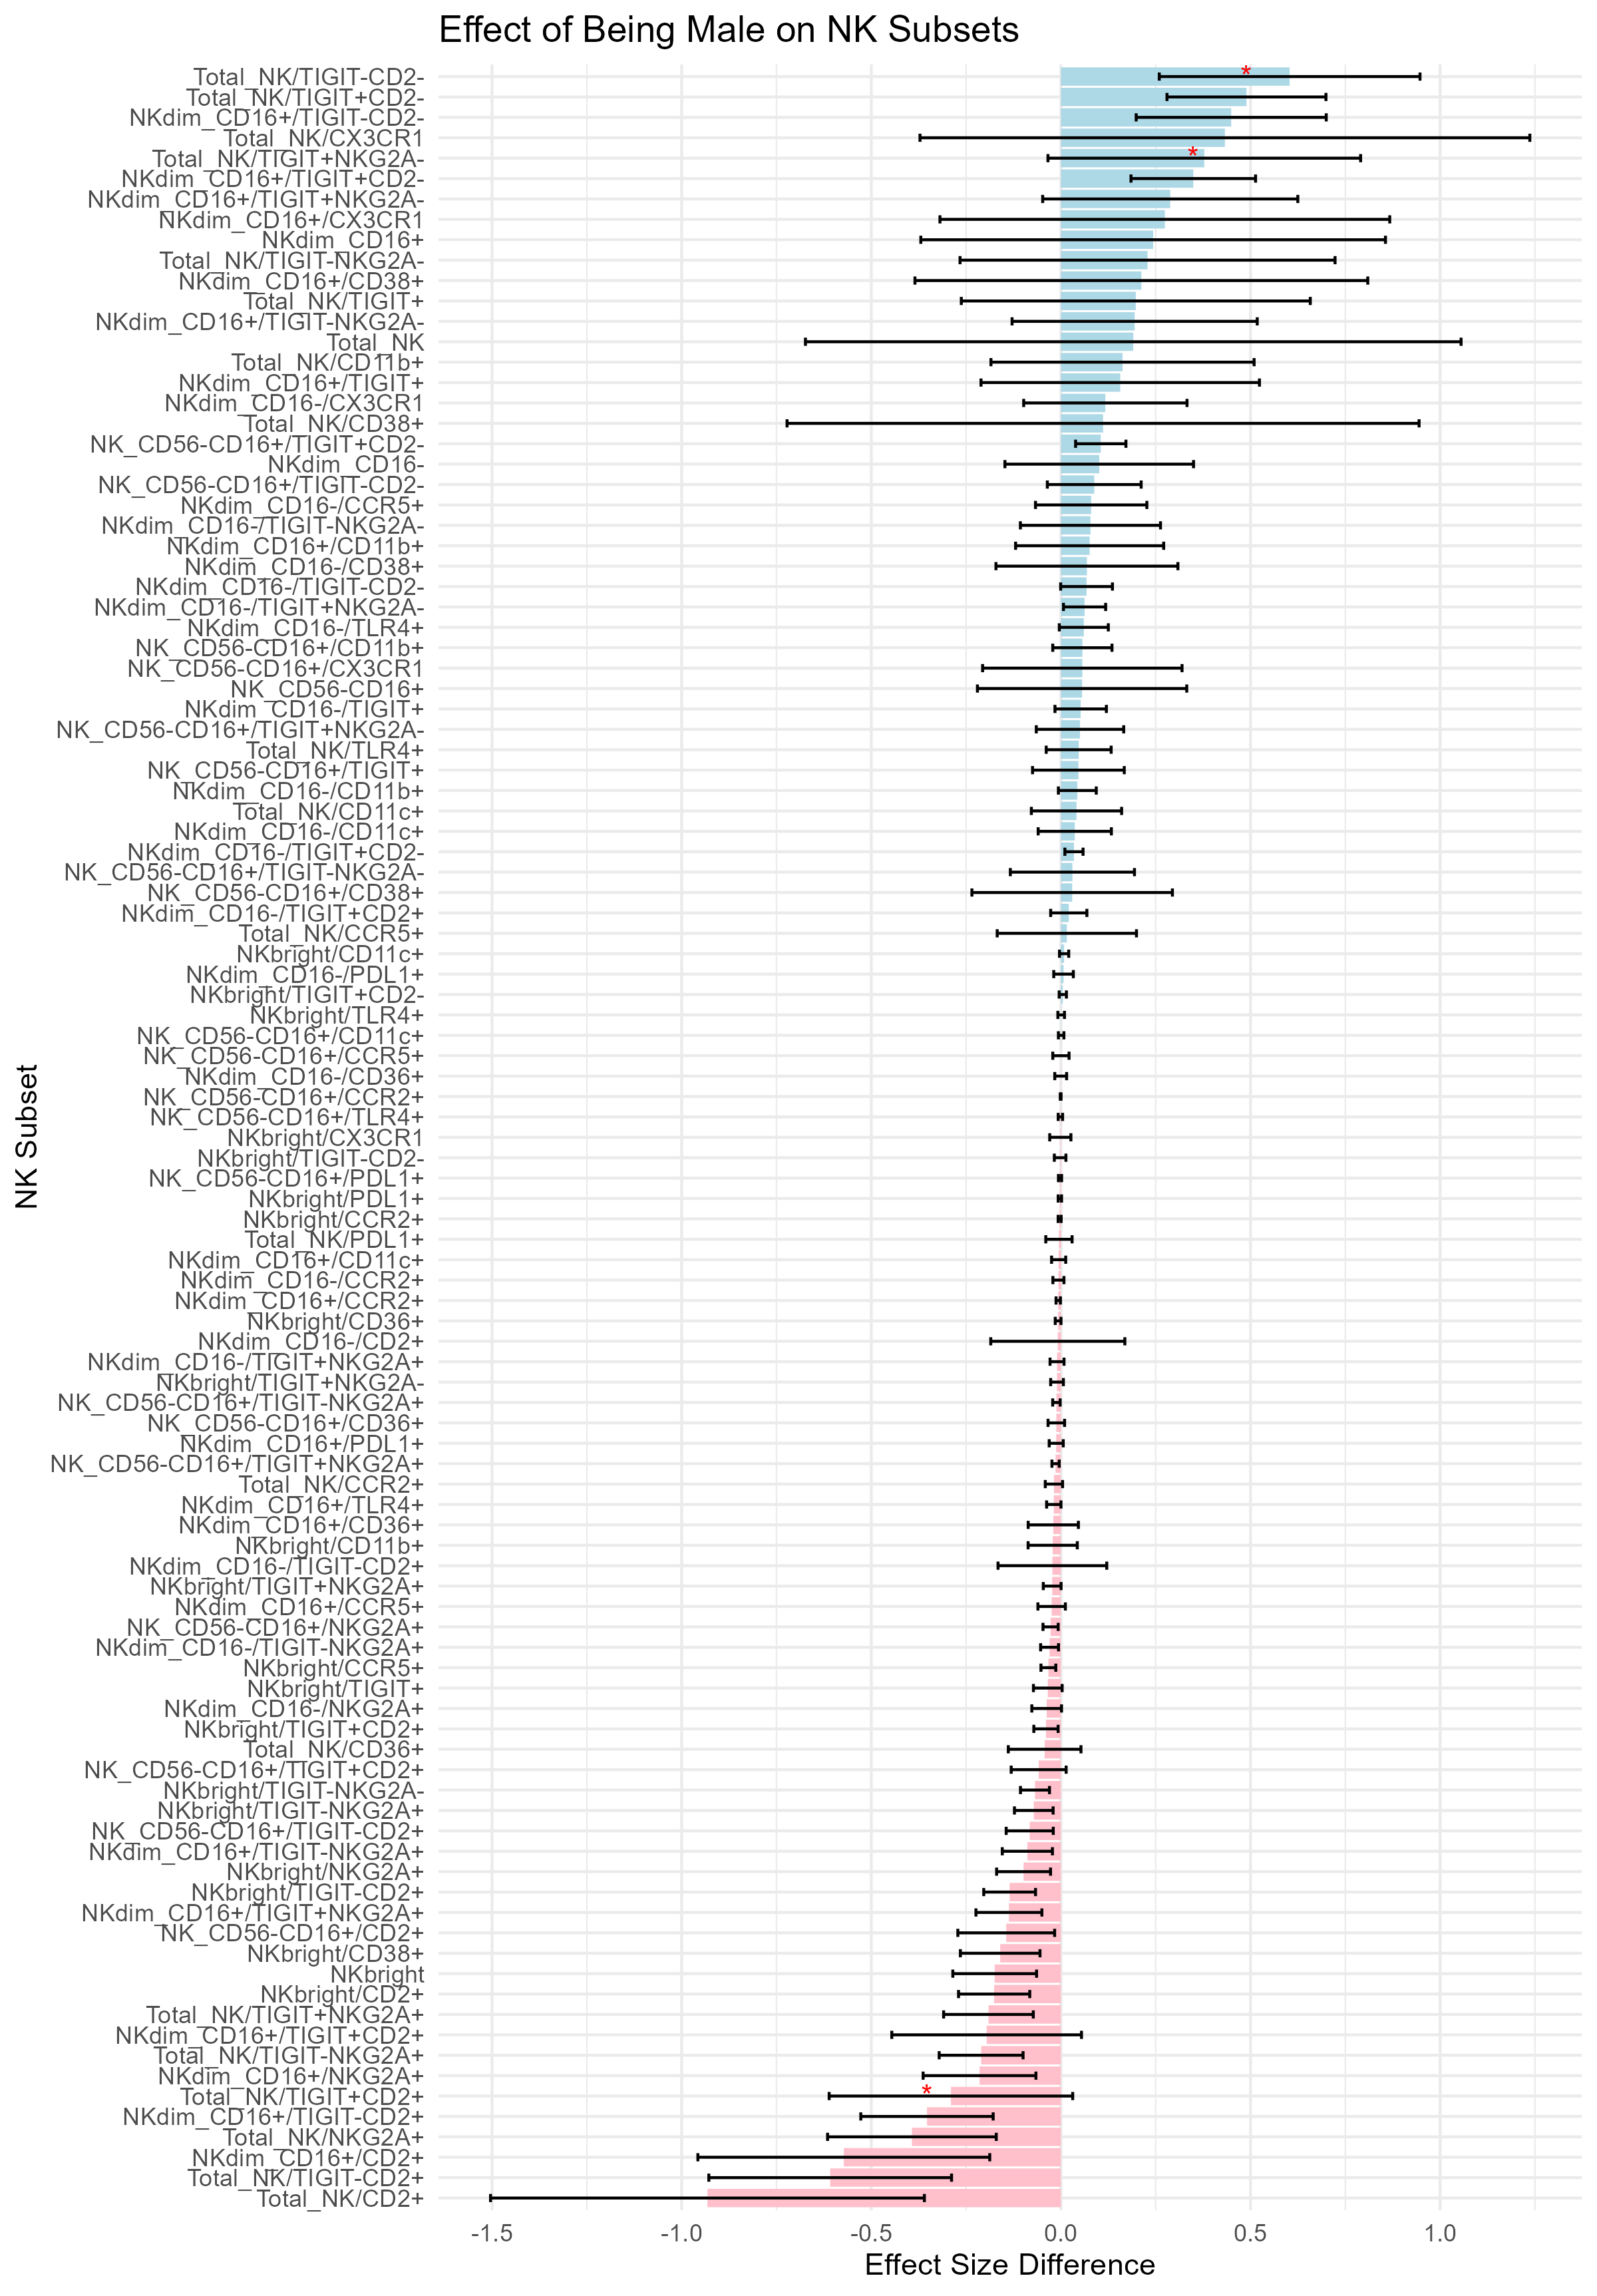 Effect of Being Male on NK Subsets
Total_NK/TIGIT-CD2-
Total_NK/TIGIT+CD2-
NKdim_CD16+/TIGIT-CD2-
Total_NK/CX3CR1
Total_NK/TIGIT+NKG2A-
NKdim_CD16+/TIGIT+CD2-
NKdim_CD16+/TIGIT+NKG2A-
NKdim_CD16+/CX3CR1
NKdim_CD16+
Total_NK/TIGIT-NKG2A-
NKdim_CD16+/CD38+
Total_NK/TIGIT+
NKdim_CD16+/TIGIT-NKG2A-
Total_NK
Total_NK/CD11b+
NKdim_CD16+/TIGIT+
NKdim_CD16-/CX3CR1
Total_NK/CD38+
NK_CD56-CD16+/TIGIT+CD2-
NKdim_CD16-
NK_CD56-CD16+/TIGIT-CD2-
NKdim_CD16-/CCR5+
NKdim_CD16-/TIGIT-NKG2A-
NKdim_CD16+/CD11b+
NKdim_CD16-/CD38+
NKdim_CD16-/TIGIT-CD2-
NKdim_CD16-/TIGIT+NKG2A-
NKdim_CD16-/TLR4+
NK_CD56-CD16+/CD11b+
NK_CD56-CD16+/CX3CR1
NK_CD56-CD16+
NKdim_CD16-/TIGIT+
NK_CD56-CD16+/TIGIT+NKG2A-
Total_NK/TLR4+
NK_CD56-CD16+/TIGIT+
NKdim_CD16-/CD11b+
Total_NK/CD11c+
NKdim_CD16-/CD11c+
NKdim_CD16-/TIGIT+CD2-
NK_CD56-CD16+/TIGIT-NKG2A-
NK_CD56-CD16+/CD38+
NKdim_CD16-/TIGIT+CD2+
Total_NK/CCR5+
NKbright/CD11c+
NKdim_CD16-/PDL1+
NKbright/TIGIT+CD2-
NKbright/TLR4+
NK_CD56-CD16+/CD11c+
NK_CD56-CD16+/CCR5+
NKdim_CD16-/CD36+
NK_CD56-CD16+/CCR2+
NK_CD56-CD16+/TLR4+
NKbright/CX3CR1
NKbright/TIGIT-CD2-
NK_CD56-CD16+/PDL1+
NKbright/PDL1+
NKbright/CCR2+
Total_NK/PDL1+
NKdim_CD16+/CD11c+
NKdim_CD16-/CCR2+
NKdim_CD16+/CCR2+
NKbright/CD36+
NKdim_CD16-/CD2+
NKdim_CD16-/TIGIT+NKG2A+
NKbright/TIGIT+NKG2A-
NK_CD56-CD16+/TIGIT-NKG2A+
NK_CD56-CD16+/CD36+
NKdim_CD16+/PDL1+
NK_CD56-CD16+/TIGIT+NKG2A+
Total_NK/CCR2+
NKdim_CD16+/TLR4+
NKdim_CD16+/CD36+
NKbright/CD11b+
NKdim_CD16-/TIGIT-CD2+
NKbright/TIGIT+NKG2A+
NKdim_CD16+/CCR5+
NK_CD56-CD16+/NKG2A+
NKdim_CD16-/TIGIT-NKG2A+
NKbright/CCR5+
NKbright/TIGIT+
NKdim_CD16-/NKG2A+
NKbright/TIGIT+CD2+
Total_NK/CD36+
NK_CD56-CD16+/TIGIT+CD2+
NKbright/TIGIT-NKG2A-
NKbright/TIGIT-NKG2A+
NK_CD56-CD16+/TIGIT-CD2+
NKdim_CD16+/TIGIT-NKG2A+
NKbright/NKG2A+
NKbright/TIGIT-CD2+
NKdim_CD16+/TIGIT+NKG2A+
NK_CD56-CD16+/CD2+
NKbright/CD38+
NKbright
NKbright/CD2+
Total_NK/TIGIT+NKG2A+
NKdim_CD16+/TIGIT+CD2+
Total_NK/TIGIT-NKG2A+
NKdim_CD16+/NKG2A+
Total_NK/TIGIT+CD2+
NKdim_CD16+/TIGIT-CD2+
Total_NK/NKG2A+
NKdim_CD16+/CD2+
Total_NK/TIGIT-CD2+
Total_NK/CD2+
NK Subset
*
*
*
-1.5 -1.0 -0.5 0.0 0.5 1.0
Effect Size Difference